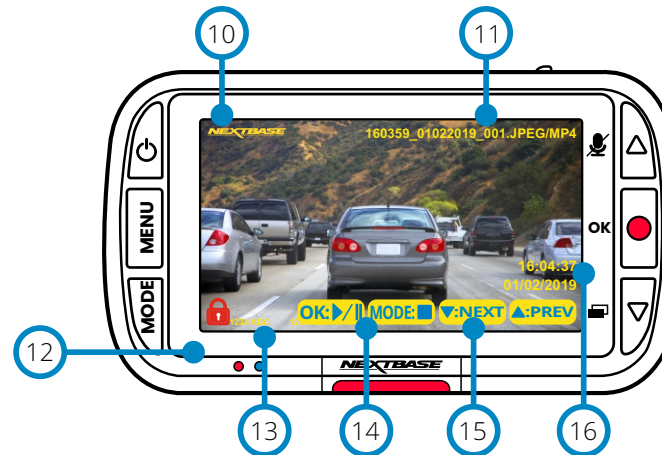 10
11
NEXTBASE
160359_01022019_001.JPEG/MP4
MENU
OK
16:04:37
01/02/2019
MODE
OK:▶/‖
MODE:■
▼:NEXT
▲:PREV
12
NEXTBASE
13
14
15
16